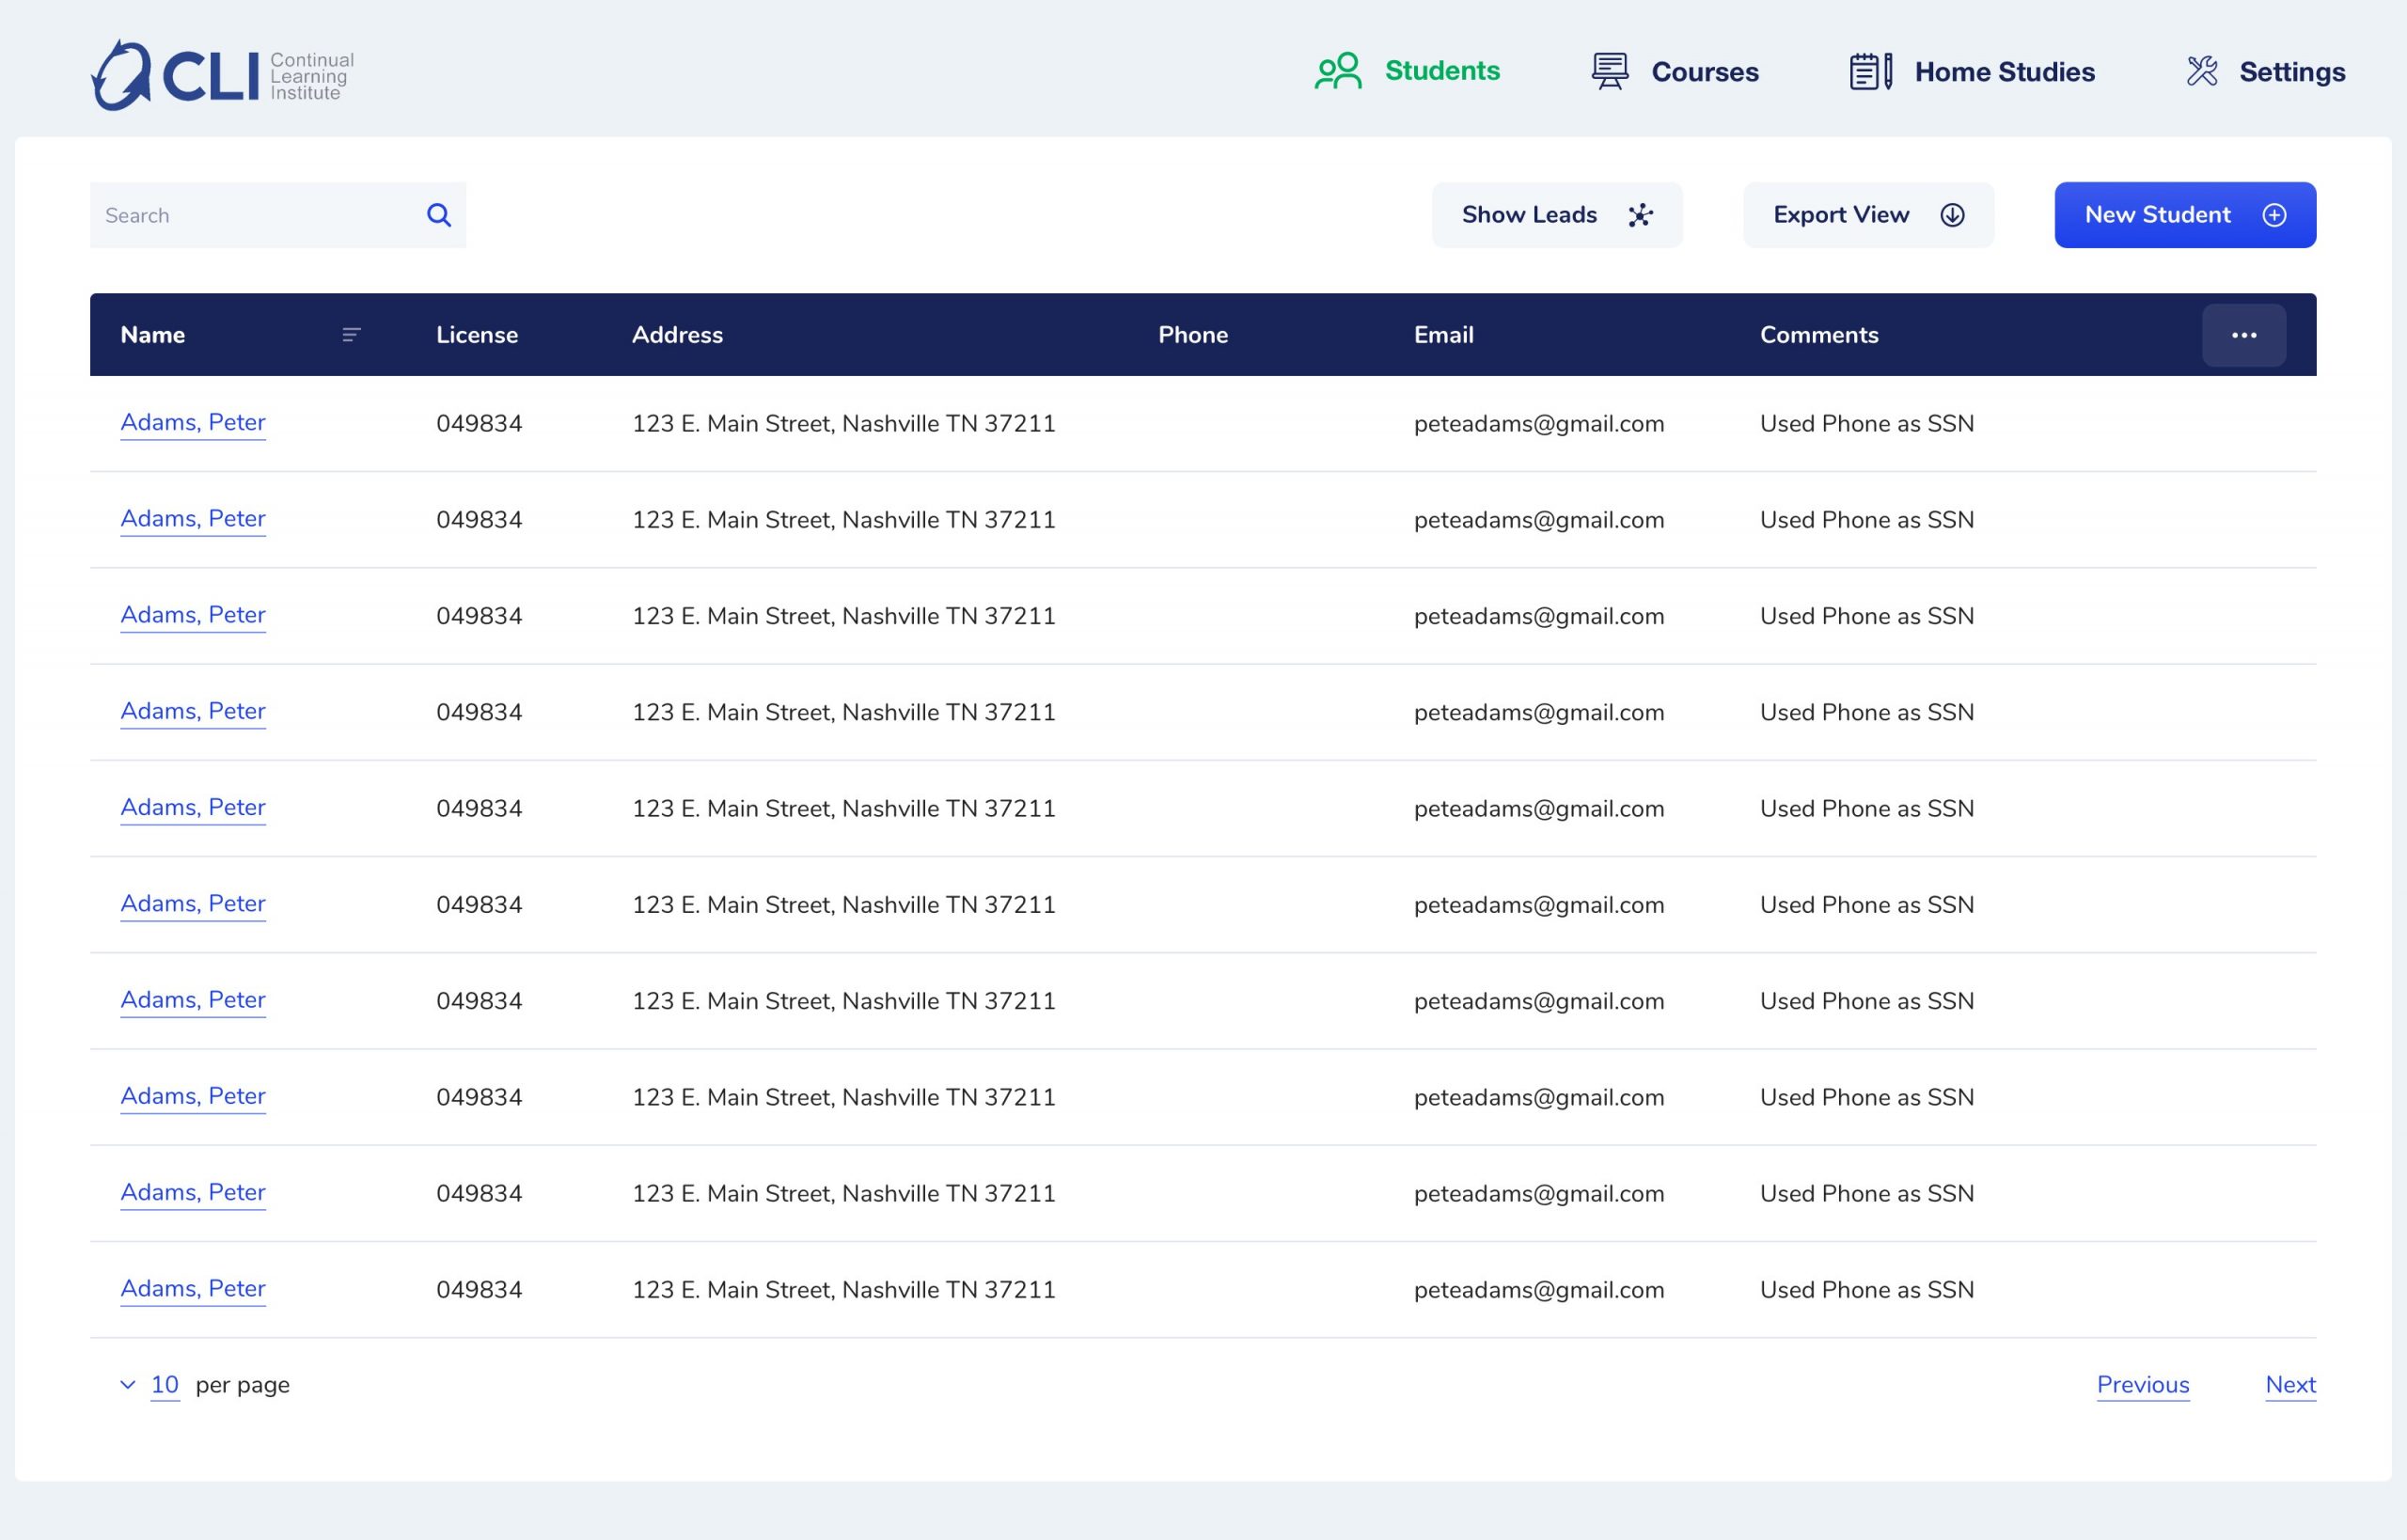 CLI Continual
Learning
Institute
Students Courses Home Studies Settings
Search Show Leads Export View New Student
Name License Address Phone Email Comments
Adams, Peter 049834 123 E. Main Street, Nashville TN 37211 peteadams@gmail.com Used Phone as SSN
Adams, Peter 049834 123 E. Main Street, Nashville TN 37211 peteadams@gmail.com Used Phone as SSN
Adams, Peter 049834 123 E. Main Street, Nashville TN 37211 peteadams@gmail.com Used Phone as SSN
Adams, Peter 049834 123 E. Main Street, Nashville TN 37211 peteadams@gmail.com Used Phone as SSN
Adams, Peter 049834 123 E. Main Street, Nashville TN 37211 peteadams@gmail.com Used Phone as SSN
Adams, Peter 049834 123 E. Main Street, Nashville TN 37211 peteadams@gmail.com Used Phone as SSN
Adams, Peter 049834 123 E. Main Street, Nashville TN 37211 peteadams@gmail.com Used Phone as SSN
Adams, Peter 049834 123 E. Main Street, Nashville TN 37211 peteadams@gmail.com Used Phone as SSN
Adams, Peter 049834 123 E. Main Street, Nashville TN 37211 peteadams@gmail.com Used Phone as SSN
Adams, Peter 049834 123 E. Main Street, Nashville TN 37211 peteadams@gmail.com Used Phone as SSN
10 per page Previous Next